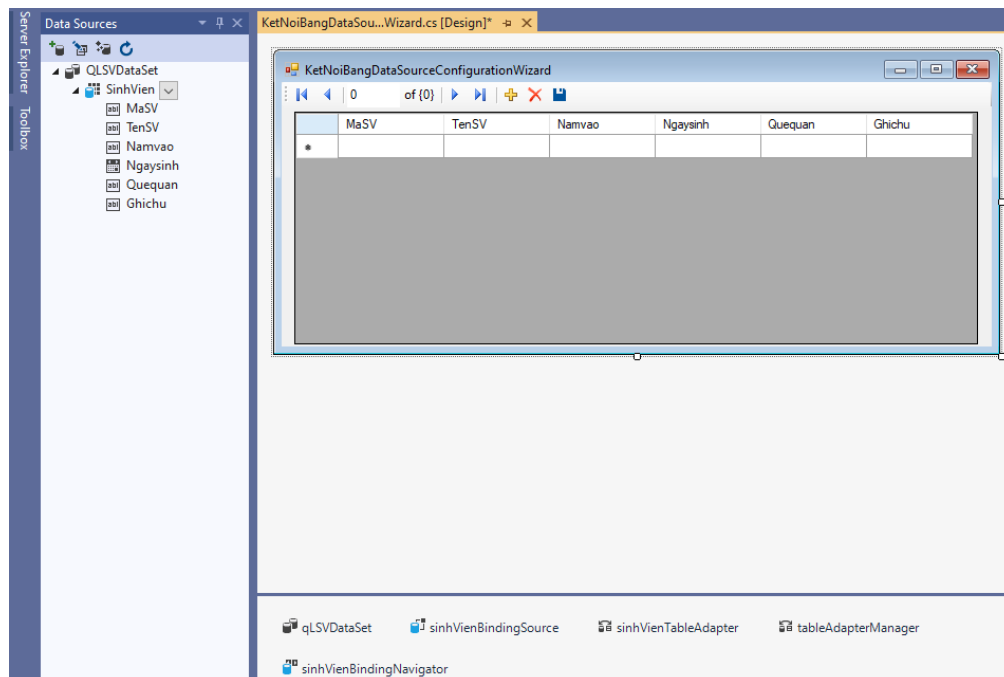 Server Explorer
Toolbox
Data Sources
QLSVDataSet
SinhVien
MaSV
TenSV
Namvao
Ngaysinh
Quequan
Ghichu
KetNoiBangDataSou...Wizard.cs [Design]*
KetNoiBangDataSourceConfigurationWizard
0 of {0}
MaSV TenSV Namvao Ngaysinh Quequan Ghichu
qLSVDataSet sinhVienBindingSource sinhVienTableAdapter tableAdapterManager
sinhVienBindingNavigator